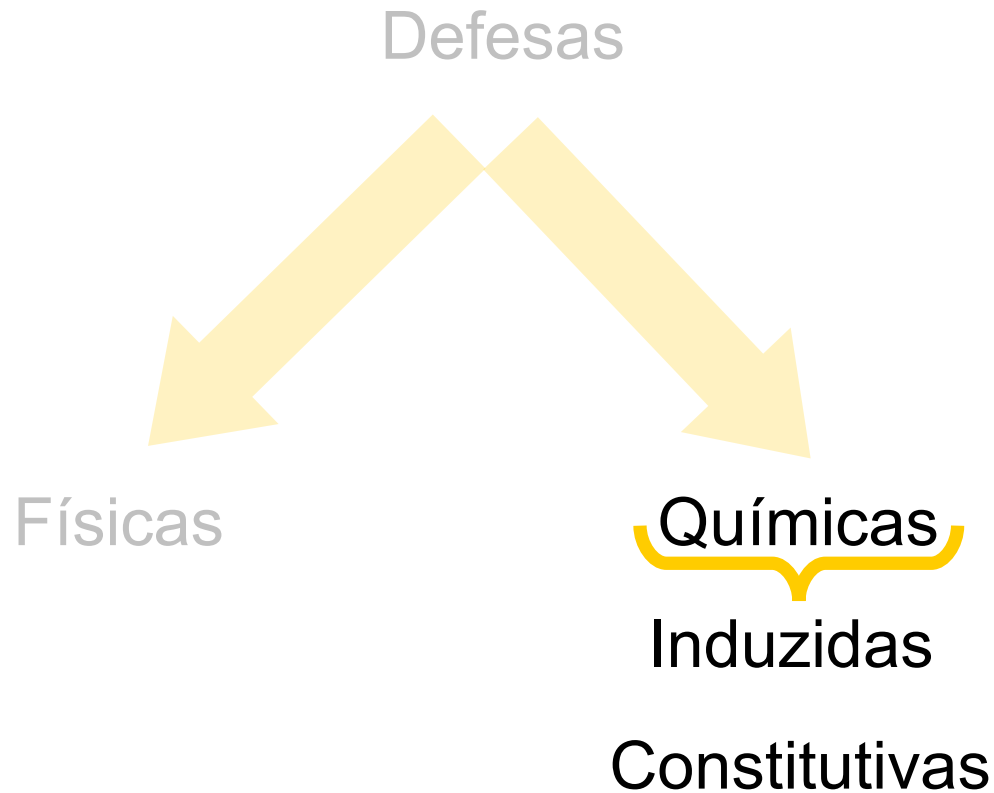 Defesas
Físicas
Químicas
Induzidas
Constitutivas